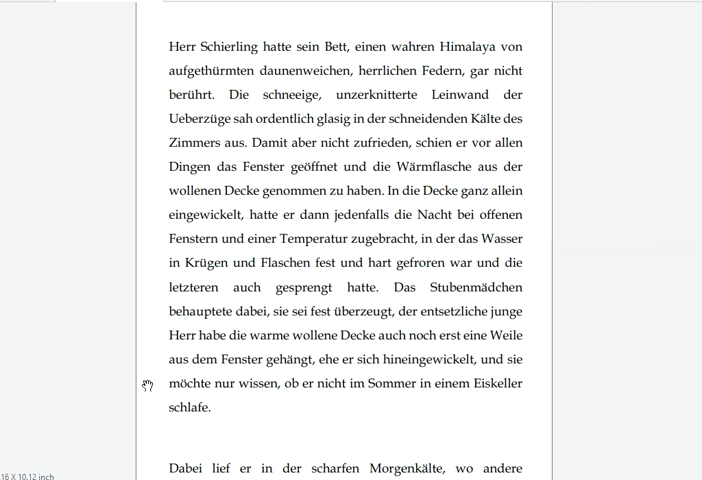 Herr Schierling hatte sein Bett, einen wahren Himalaya von
aufgethürmten daunenweichen, herrlichen Federn, gar nicht
berührt. Die schneeige, unzerknitterte Leinwand der
Ueberzüge sah ordentlich glasig in der schneidenden Kälte des
Zimmers aus. Damit aber nicht zufrieden, schien er vor allen
Dingen das Fenster geöffnet und die Wärmflasche aus der
wollenen Decke genommen zu haben. In die Decke ganz allein
eingewickelt, hatte er dann jedenfalls die Nacht bei offenen
Fenstern und einer Temperatur zugebracht, in der das Wasser
in Krügen und Flaschen fest und hart gefroren war und die
letzteren auch gesprengt hatte. Das Stubenmädchen
behauptete dabei, sie sei fest überzeugt, der entsetzliche junge
Herr habe die warme wollene Decke auch noch erst eine Weile
aus dem Fenster gehängt, ehe er sich hineingewickelt, und sie
möchte nur wissen, ob er nicht im Sommer in einem Eiskeller
schlafe.
Dabei lief er in der scharfen Morgenkälte, wo andere
.16 X 10.12 inch